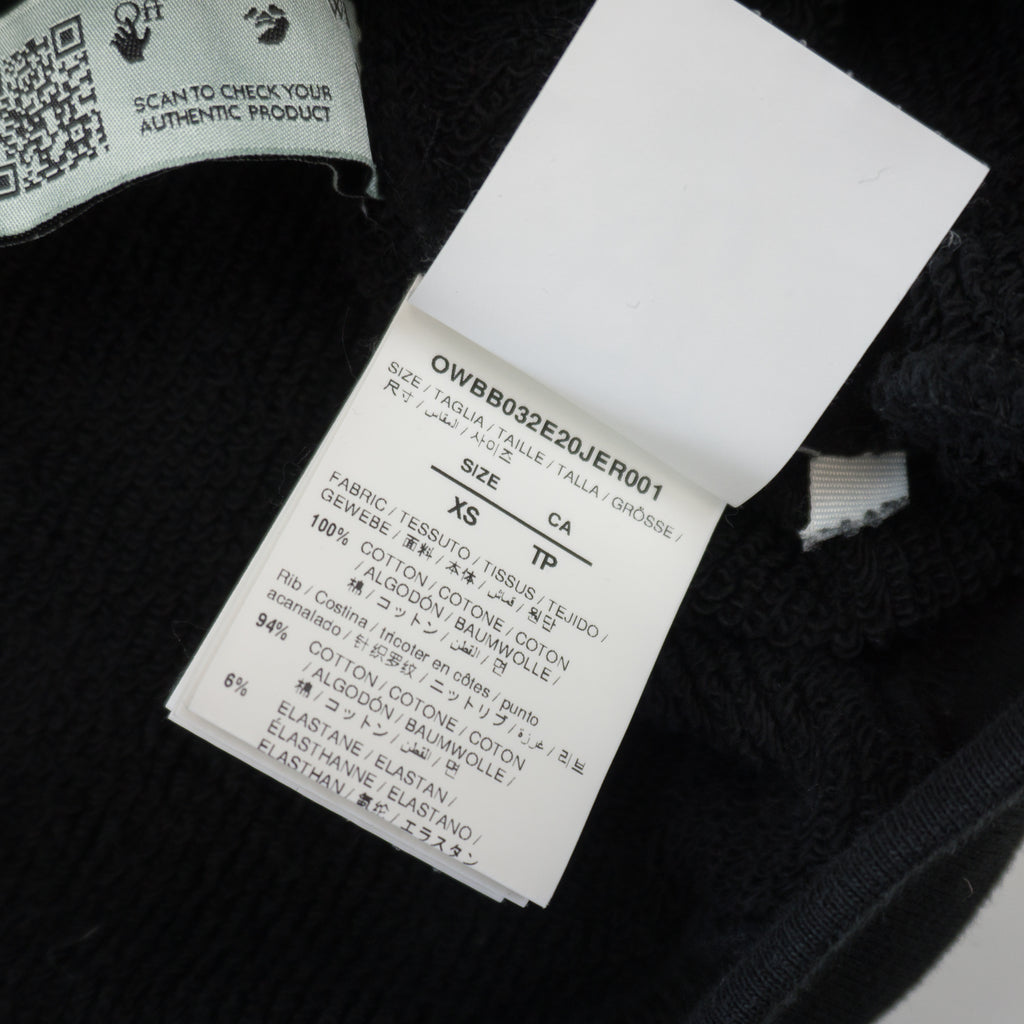 Off
SCAN TO CHECK YOUR
AUTHENTIC PRODUCT
OWBB032E20JER001
SIZE / TAGLIA / TAILLE / TALLA / GRÖSSE /
尺寸 / المقاس / 사이즈
SIZE CA
XS TP
FABRIC / TESSUTO / TISSUS / TEJIDO /
GEWEBE / 面料 / 本体 / قماش / 원단
100% COTTON / COTONE / COTON
/ ALGODÓN / BAUMWOLLE /
棉 / コットン / القطن / 면
Rib / Costina / tricoter en côtes / punto
acanalado / 针织罗纹 / ニットリブ / غرزة / 리브
94% COTTON / COTONE / COTON
/ ALGODÓN / BAUMWOLLE /
棉 / コットン / القطن / 면
6% ELASTANE / ELASTAN /
ÉLASTHANNE / ELASTANO /
ELASTHAN / 氨纶 / エラスタン